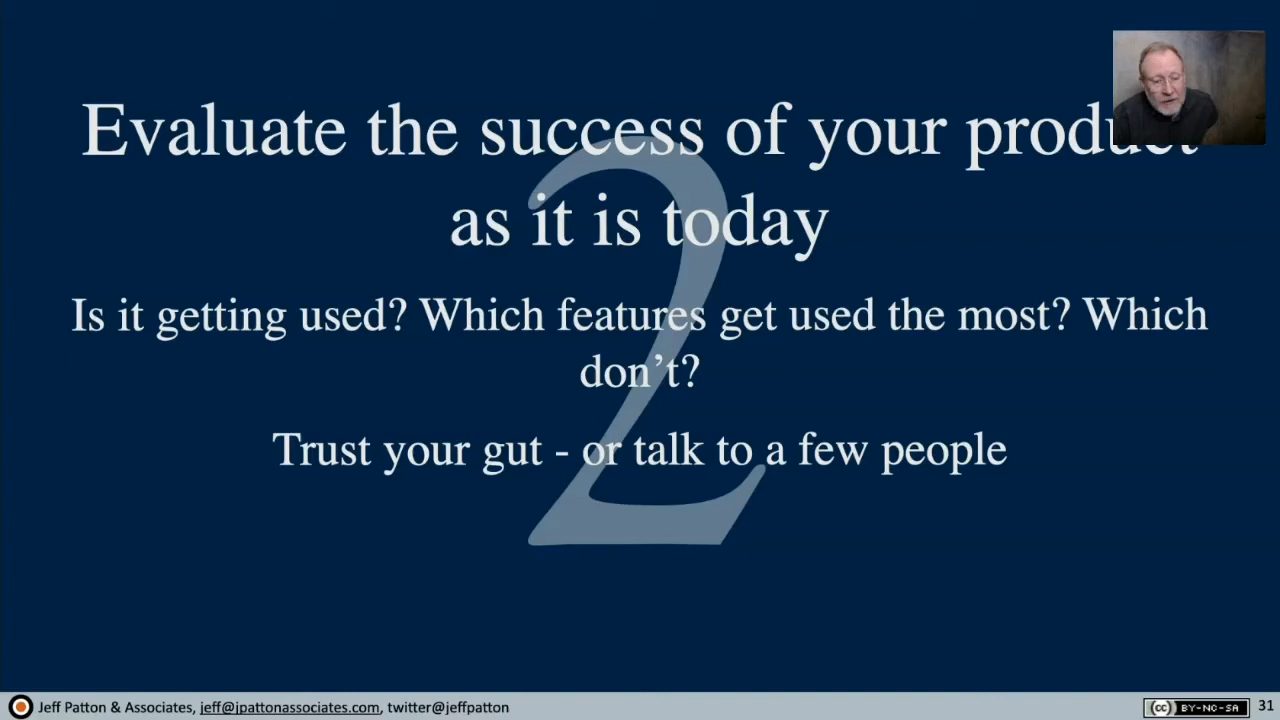 Evaluate the success of your product
as it is today
Is it getting used? Which features get used the most? Which
don’t?
Trust your gut - or talk to a few people
2
Jeff Patton & Associates, jeff@jpattonassociates.com, twitter@jeffpatton
cc BY-NC-SA
31